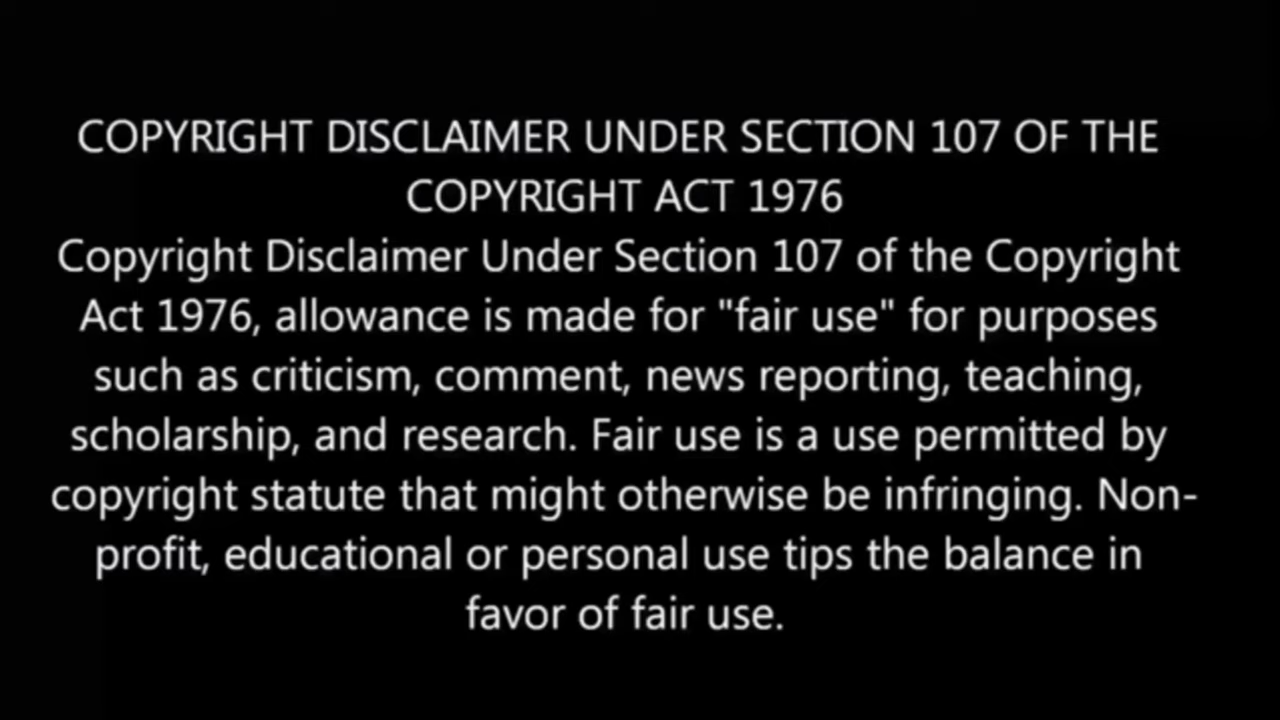 COPYRIGHT DISCLAIMER UNDER SECTION 107 OF THE
COPYRIGHT ACT 1976
Copyright Disclaimer Under Section 107 of the Copyright
Act 1976, allowance is made for "fair use" for purposes
such as criticism, comment, news reporting, teaching,
scholarship, and research. Fair use is a use permitted by
copyright statute that might otherwise be infringing. Non-
profit, educational or personal use tips the balance in
favor of fair use.